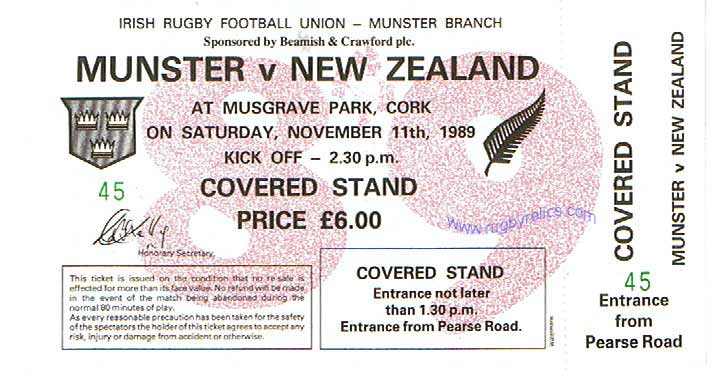 IRISH RUGBY FOOTBALL UNION – MUNSTER BRANCH
Sponsored by Beamish & Crawford plc.
MUNSTER v NEW ZEALAND
AT MUSGRAVE PARK, CORK
ON SATURDAY, NOVEMBER 11th, 1989
KICK OFF – 2.30 p.m.
45
COVERED STAND
PRICE £6.00
www.rugbyrelics.com
Honorary Secretary,
This ticket is issued on the condition that no re-sale is
effected for more than its face value. No refund will be made
in the event of the match being abandoned during the
normal 80 minutes of play.
As every reasonable precaution has been taken for the safety
of the spectators the holder of this ticket agrees to accept any
risk, injury or damage from accident or otherwise.
COVERED STAND
Entrance not later
than 1.30 p.m.
Entrance from Pearse Road.
89
COVERED STAND
MUNSTER v NEW ZEALAND
45
Entrance
from
Pearse Road